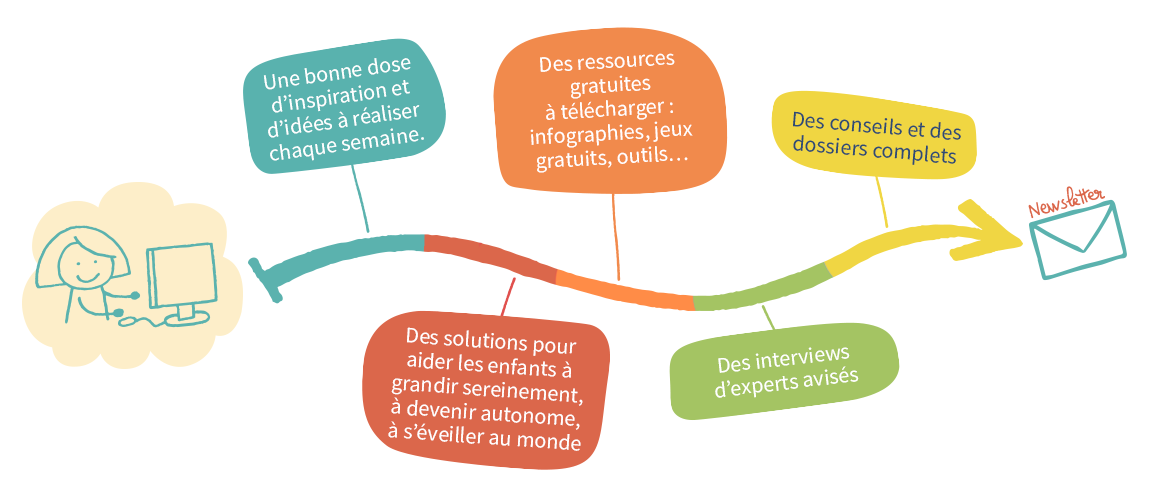 Une bonne dose
d'inspiration et
d'idées à réaliser
chaque semaine.
Des solutions pour
aider les enfants à
grandir sereinement,
à devenir autonome,
à s'éveiller au monde
Des ressources
gratuites
à télécharger :
infographies, jeux
gratuits, outils...
Des interviews
d'experts avisés
Des conseils et des
dossiers complets
Newsletter